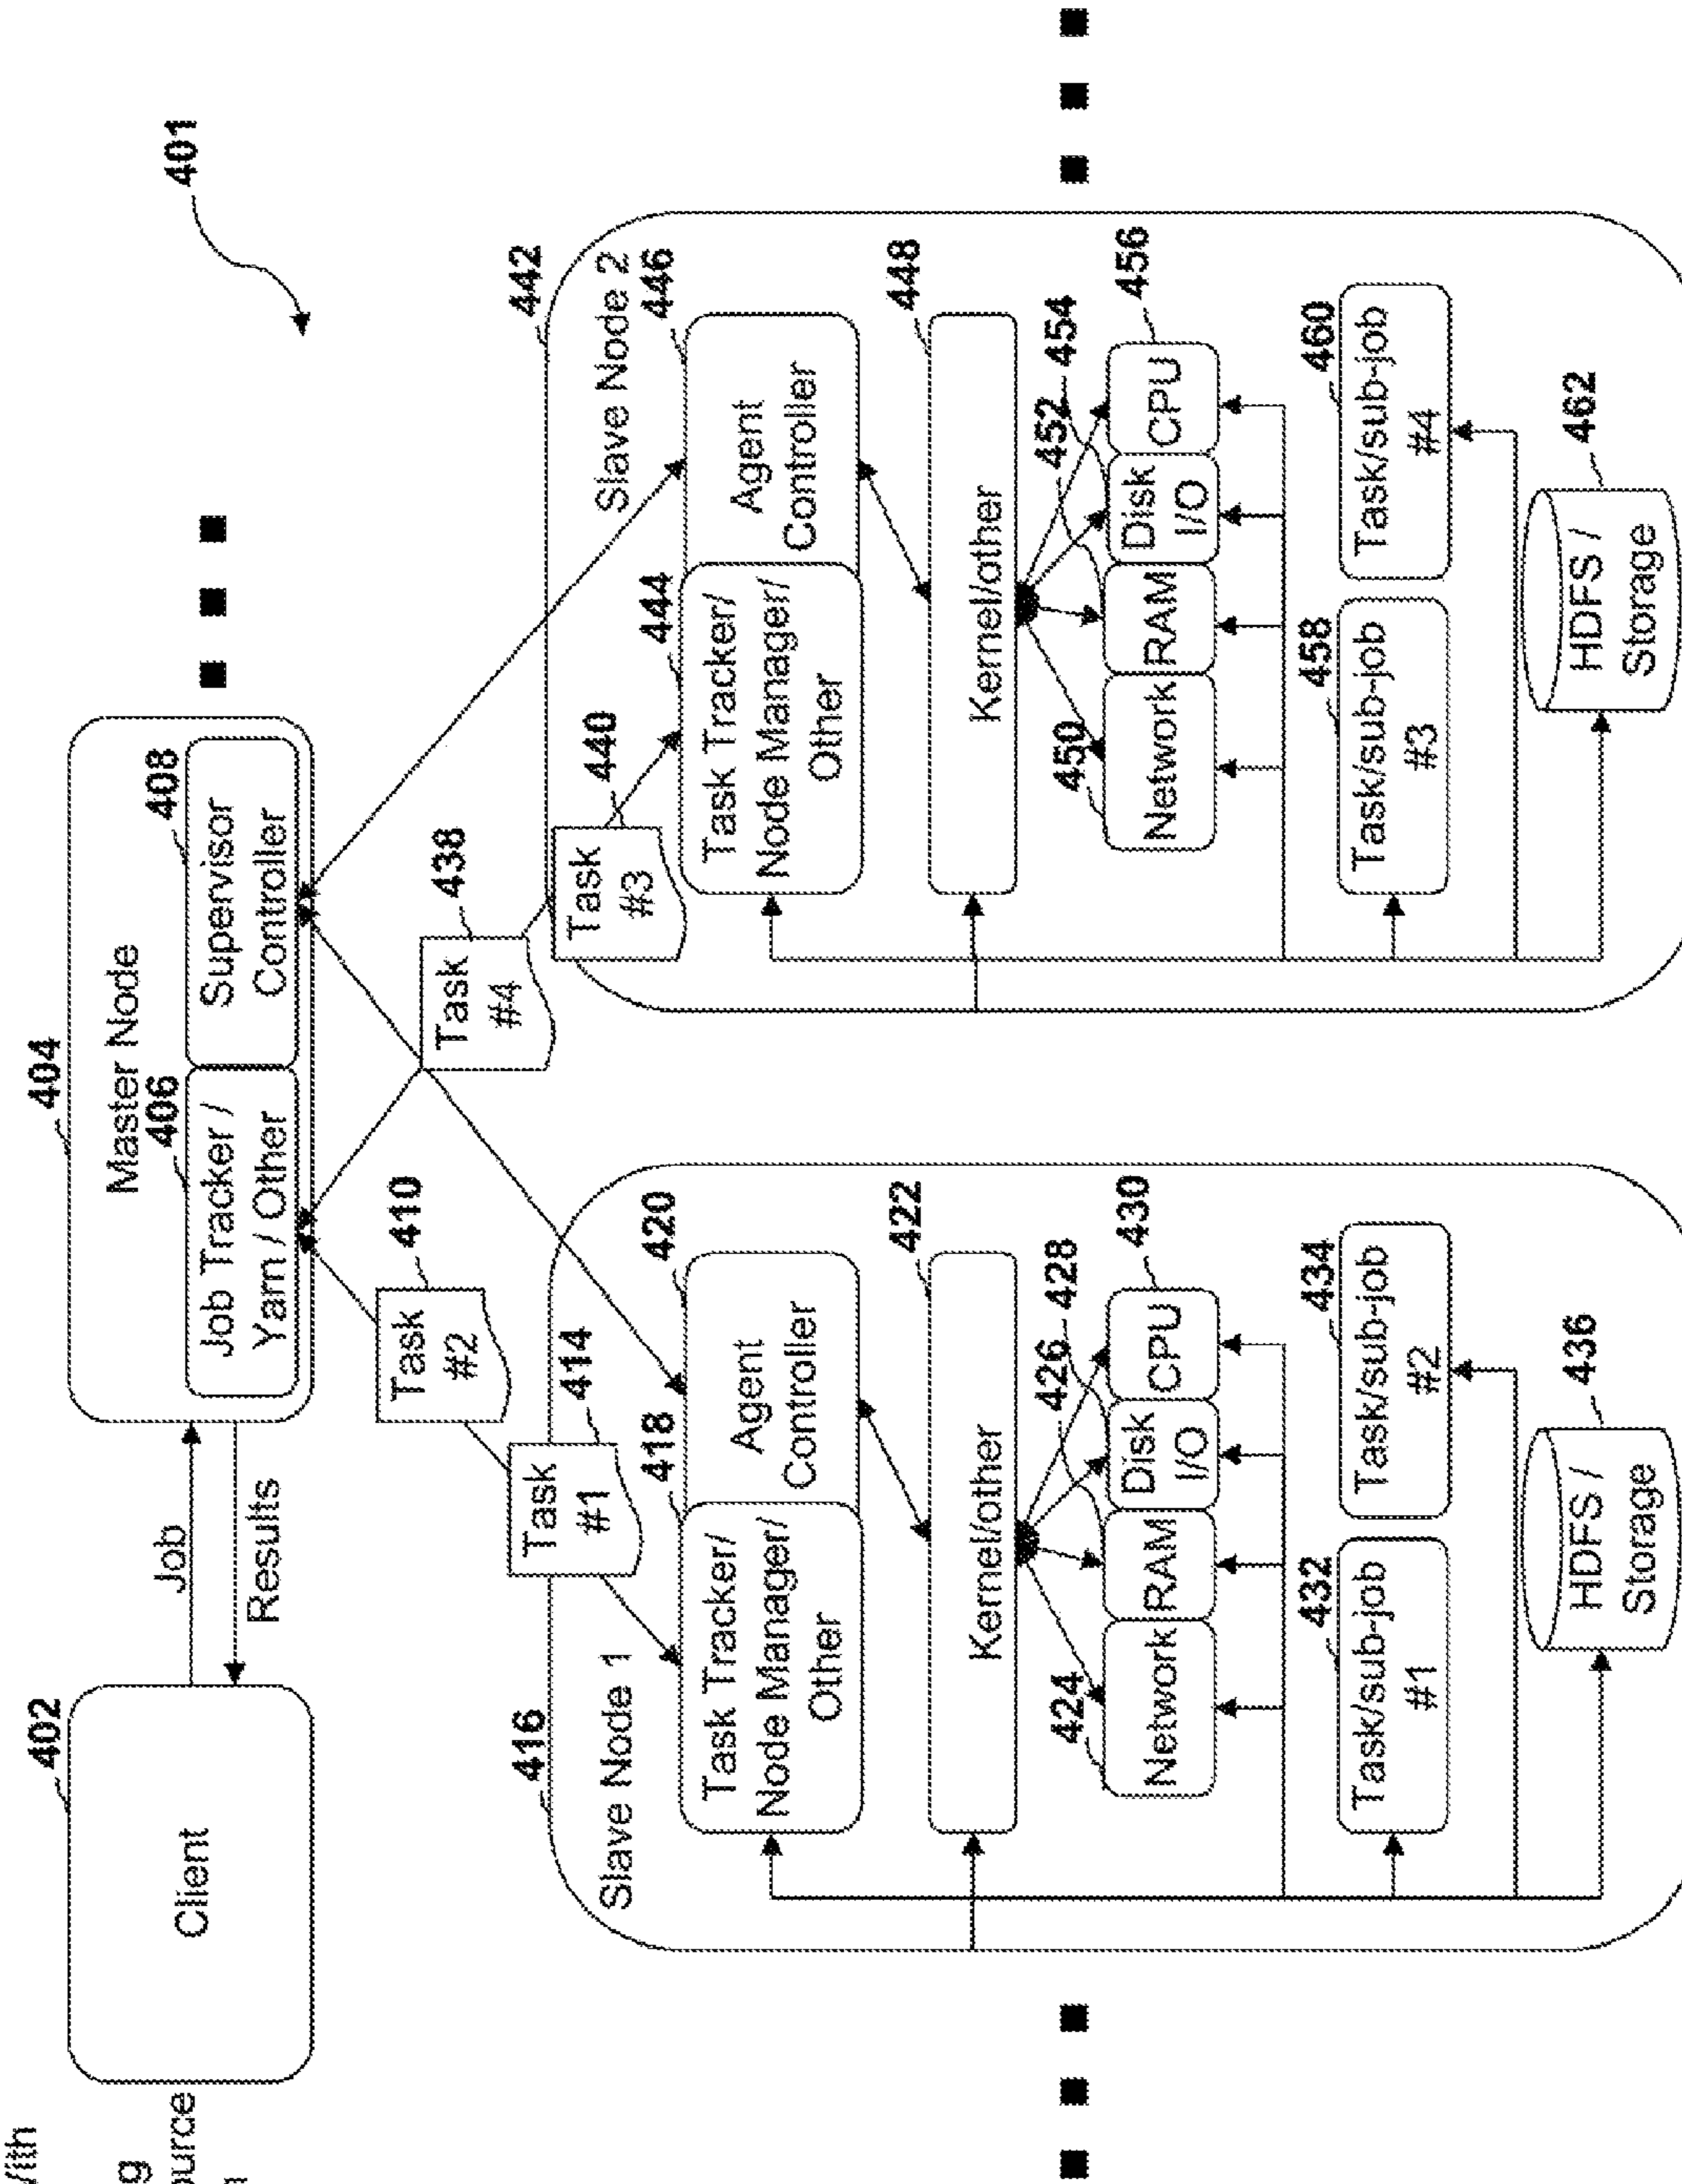 402
Client
Job
Results
404
Master Node
406
Job Tracker /
Yarn / Other
408
Supervisor
Controller
401
410
Task
#2
414
Task
#1
438
Task
#4
440
Task
#3
416
Slave Node 1
418
Task Tracker/
Node Manager/
Other
420
Agent
Controller
422
Kernel/other
424
426
428
430
Network
RAM
Disk
I/O
CPU
432
Task/sub-job
#1
434
Task/sub-job
#2
436
HDFS /
Storage
442
Slave Node 2
444
Task Tracker/
Node Manager/
Other
446
Agent
Controller
448
Kernel/other
450
452
454
456
Network
RAM
Disk
I/O
CPU
458
Task/sub-job
#3
460
Task/sub-job
#4
462
HDFS /
Storage